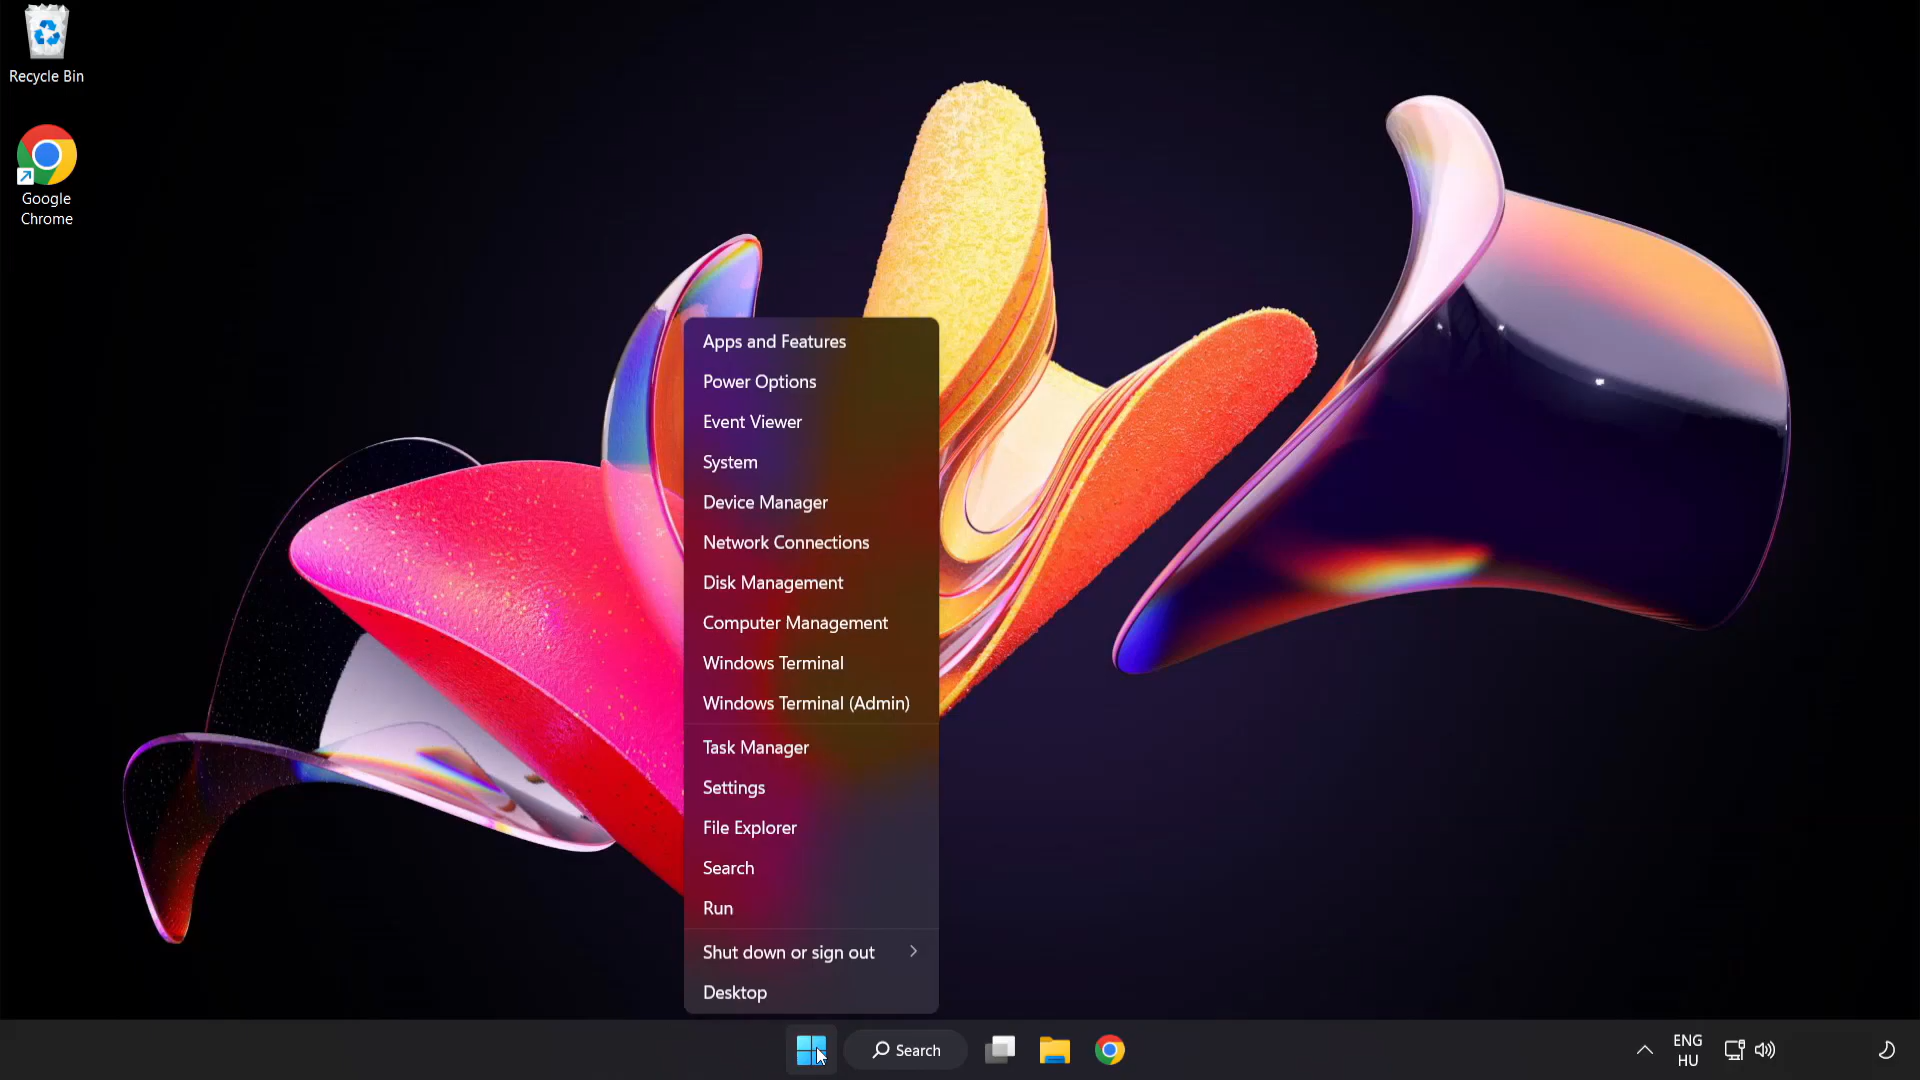 Recycle Bin
Google
Chrome
Apps and Features
Power Options
Event Viewer
System
Device Manager
Network Connections
Disk Management
Computer Management
Windows Terminal
Windows Terminal (Admin)
Task Manager
Settings
File Explorer
Search
Run
Shut down or sign out
Desktop
Search
ENG
HU